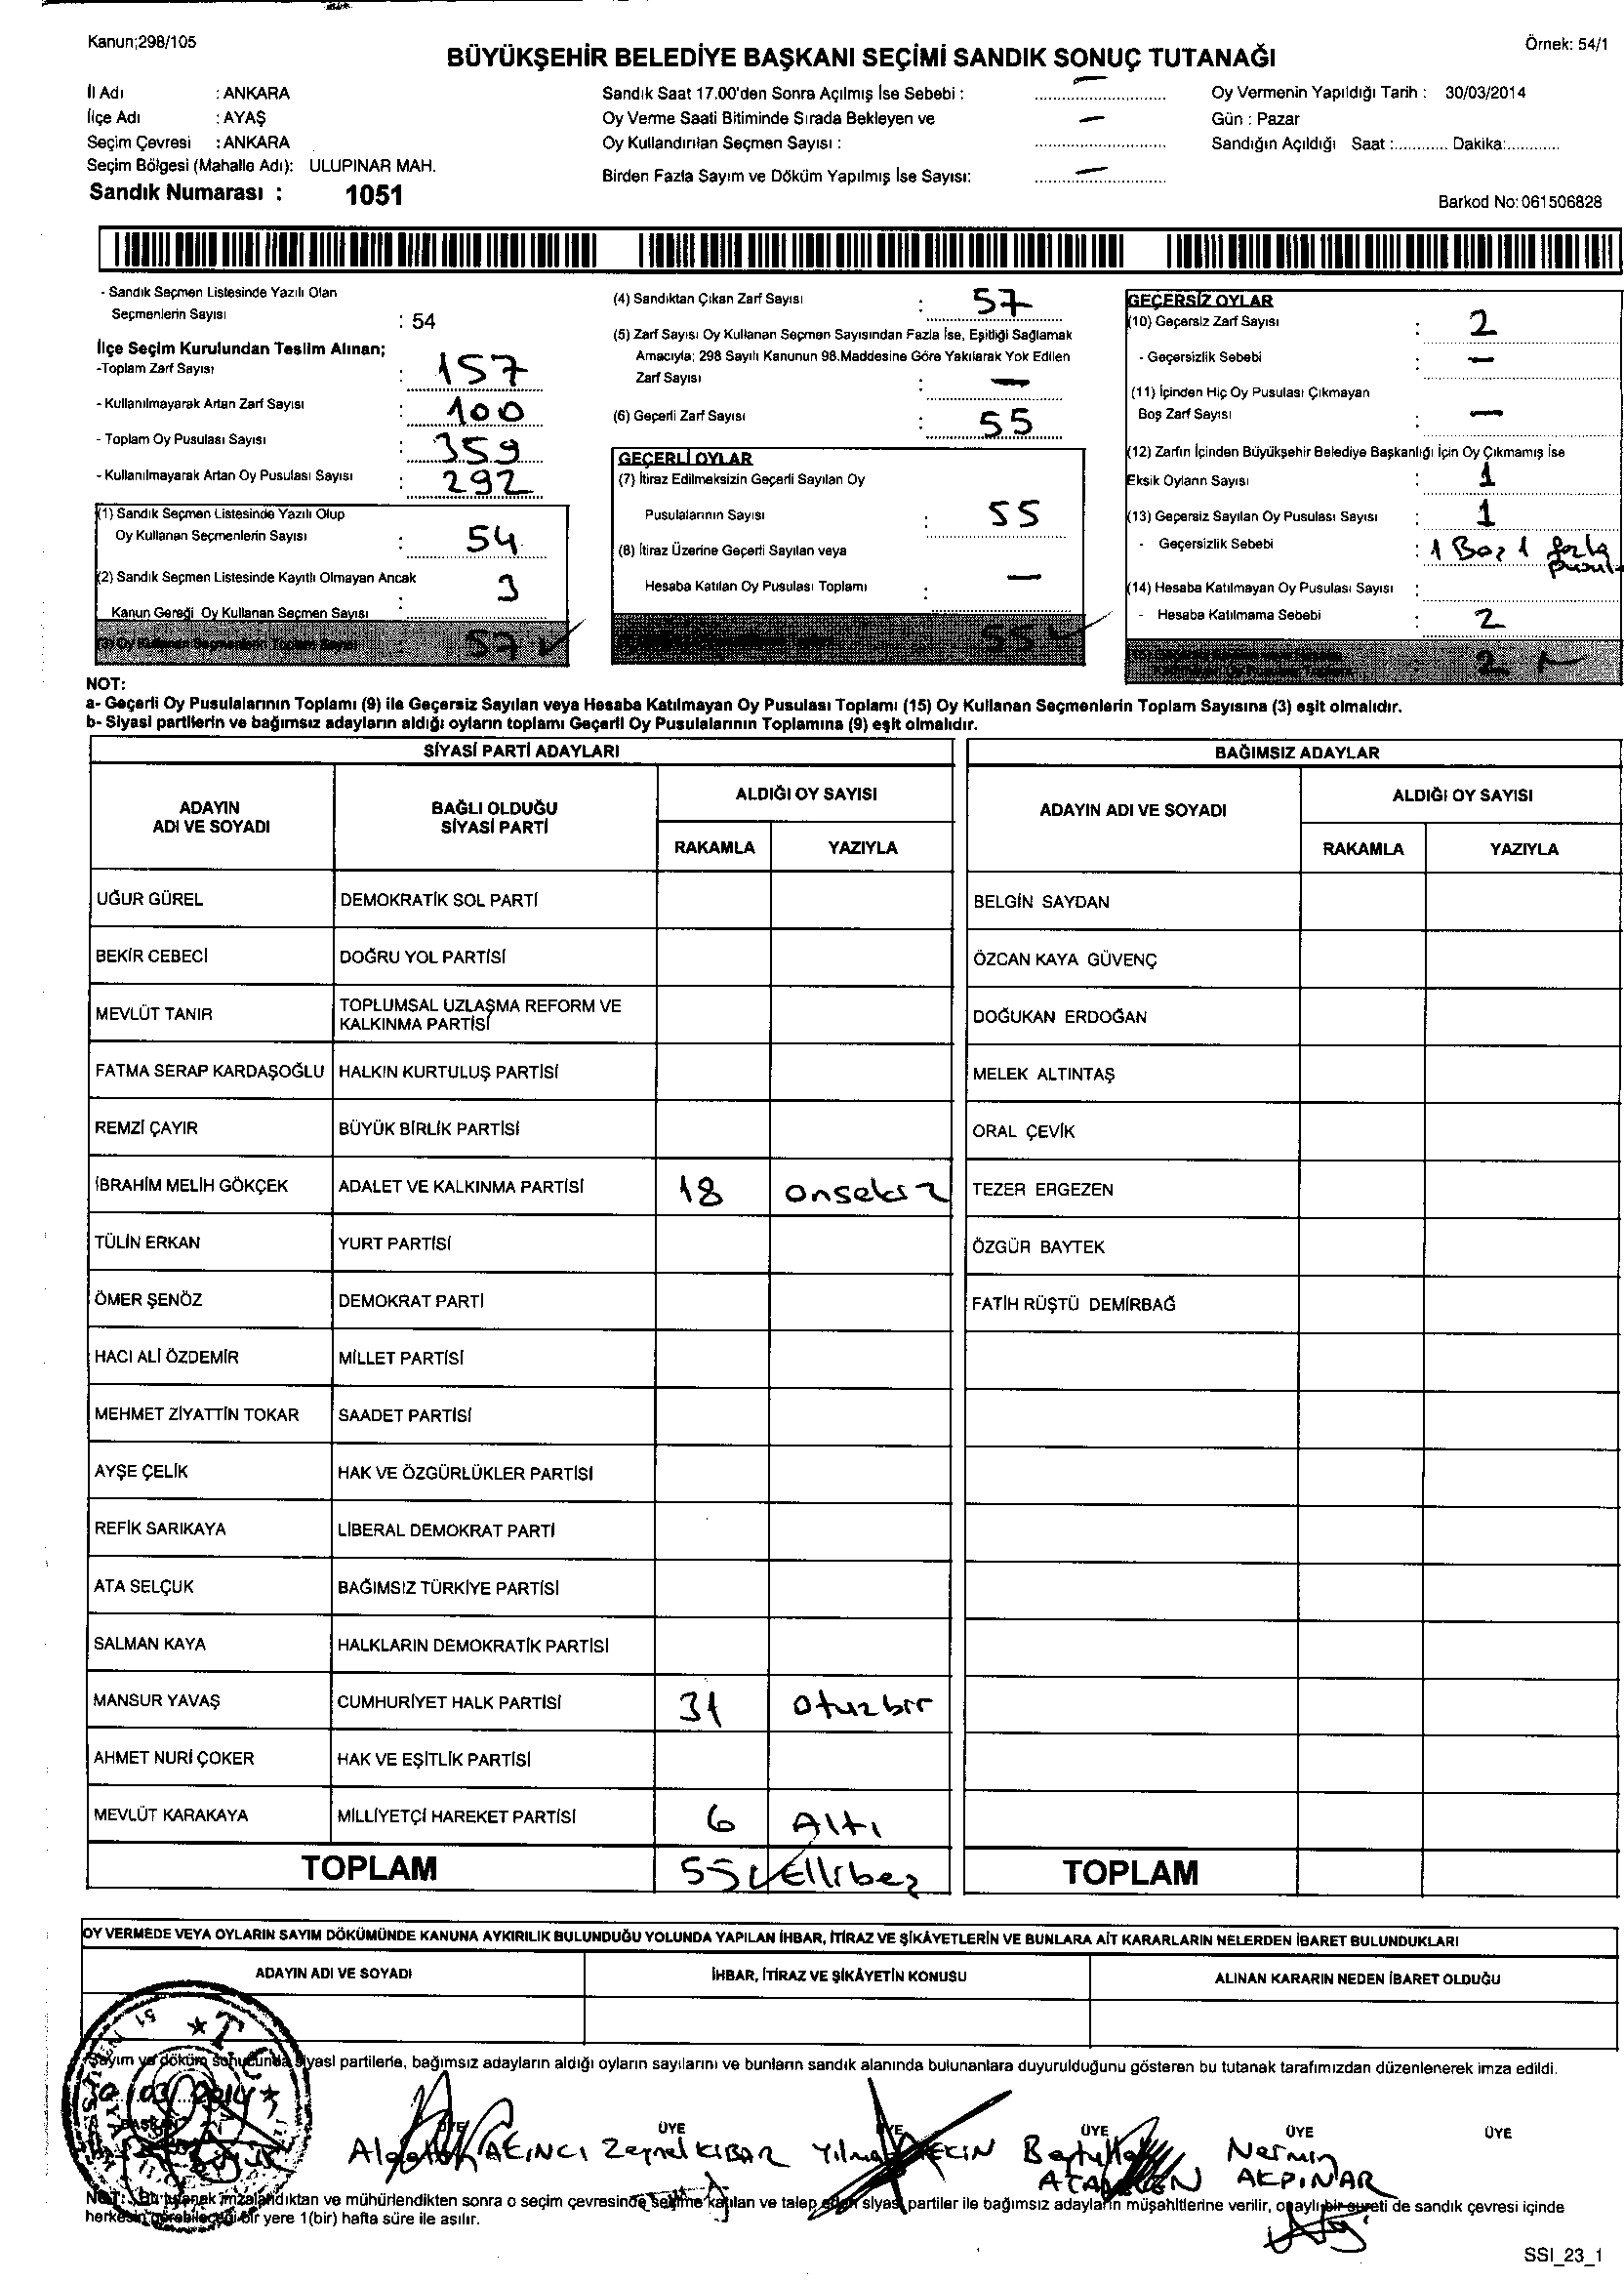 Kanun;298/105
Örnek: 54/1
BÜYÜKŞEHİR BELEDİYE BAŞKANI SEÇİMİ SANDIK SONUÇ TUTANAĞI
İl Adı : ANKARA
İlçe Adı : AYAŞ
Seçim Çevresi : ANKARA
Seçim Bölgesi (Mahalle Adı): ULUPINAR MAH.
Sandık Numarası : 1051
Sandık Saat 17.00'den Sonra Açılmış İse Sebebi : –
Oy Verme Saati Bitiminde Sırada Bekleyen ve
Oy Kullandırılan Seçmen Sayısı : –
Birden Fazla Sayım ve Döküm Yapılmış İse Sayısı: –
Oy Vermenin Yapıldığı Tarih : 30/03/2014
Gün : Pazar
Sandığın Açıldığı Saat :........... Dakika:...........
Barkod No:061506828
- Sandık Seçmen Listesinde Yazılı Olan
Seçmenlerin Sayısı : 54
İlçe Seçim Kurulundan Teslim Alınan;
-Toplam Zarf Sayısı : 157
- Kullanılmayarak Artan Zarf Sayısı : 100
- Toplam Oy Pusulası Sayısı : 359
- Kullanılmayarak Artan Oy Pusulası Sayısı : 292
(1) Sandık Seçmen Listesinde Yazılı Olup
Oy Kullanan Seçmenlerin Sayısı : 54
(2) Sandık Seçmen Listesinde Kayıtlı Olmayan Ancak
Kanun Gereği Oy Kullanan Seçmen Sayısı : 3
(3) Oy Kullanan Seçmenlerin Toplam Sayısı 57
(4) Sandıktan Çıkan Zarf Sayısı : 57
(5) Zarf Sayısı Oy Kullanan Seçmen Sayısından Fazla İse, Eşitliği Sağlamak
Amacıyla; 298 Sayılı Kanunun 98.Maddesine Göre Yakılarak Yok Edilen
Zarf Sayısı : –
(6) Geçerli Zarf Sayısı : 55
GEÇERLİ OYLAR
(7) İtiraz Edilmeksizin Geçerli Sayılan Oy
Pusulalarının Sayısı : 55
(8) İtiraz Üzerine Geçerli Sayılan veya
Hesaba Katılan Oy Pusulası Toplamı : –
55
GEÇERSİZ OYLAR
(10) Geçersiz Zarf Sayısı : 2
- Geçersizlik Sebebi : –
(11) İçinden Hiç Oy Pusulası Çıkmayan
Boş Zarf Sayısı : –
(12) Zarfın İçinden Büyükşehir Belediye Başkanlığı İçin Oy Çıkmamış İse
Eksik Oyların Sayısı : 1
(13) Geçersiz Sayılan Oy Pusulası Sayısı : 1
- Geçersizlik Sebebi : 1 Boş 1 fazla
(14) Hesaba Katılmayan Oy Pusulası Sayısı :
- Hesaba Katılmama Sebebi : 2
2
NOT:
a- Geçerli Oy Pusulalarının Toplamı (9) ile Geçersiz Sayılan veya Hesaba Katılmayan Oy Pusulası Toplamı (15) Oy Kullanan Seçmenlerin Toplam Sayısına (3) eşit olmalıdır.
b- Siyasi partilerin ve bağımsız adayların aldığı oyların toplamı Geçerli Oy Pusulalarının Toplamına (9) eşit olmalıdır.
SİYASİ PARTİ ADAYLARI
BAĞIMSIZ ADAYLAR
ADAYIN ADI VE SOYADI
BAĞLI OLDUĞU SİYASİ PARTİ
ALDIĞI OY SAYISI
RAKAMLA YAZIYLA
ADAYIN ADI VE SOYADI
ALDIĞI OY SAYISI
RAKAMLA YAZIYLA
UĞUR GÜREL DEMOKRATİK SOL PARTİ BELGİN SAYDAN
BEKİR CEBECİ DOĞRU YOL PARTİSİ ÖZCAN KAYA GÜVENÇ
MEVLÜT TANIR TOPLUMSAL UZLAŞMA REFORM VE KALKINMA PARTİSİ DOĞUKAN ERDOĞAN
FATMA SERAP KARDAŞOĞLU HALKIN KURTULUŞ PARTİSİ MELEK ALTINTAŞ
REMZİ ÇAYIR BÜYÜK BİRLİK PARTİSİ ORAL ÇEVİK
İBRAHİM MELİH GÖKÇEK ADALET VE KALKINMA PARTİSİ 18 onseksz TEZER ERGEZEN
TÜLİN ERKAN YURT PARTİSİ ÖZGÜR BAYTEK
ÖMER ŞENÖZ DEMOKRAT PARTİ FATİH RÜŞTÜ DEMİRBAĞ
HACI ALİ ÖZDEMİR MİLLET PARTİSİ
MEHMET ZİYATTİN TOKAR SAADET PARTİSİ
AYŞE ÇELİK HAK VE ÖZGÜRLÜKLER PARTİSİ
REFİK SARIKAYA LİBERAL DEMOKRAT PARTİ
ATA SELÇUK BAĞIMSIZ TÜRKİYE PARTİSİ
SALMAN KAYA HALKLARIN DEMOKRATİK PARTİSİ
MANSUR YAVAŞ CUMHURİYET HALK PARTİSİ 31 otuzbir
AHMET NURİ ÇOKER HAK VE EŞİTLİK PARTİSİ
MEVLÜT KARAKAYA MİLLİYETÇİ HAREKET PARTİSİ 6 Altı
TOPLAM 55 Ellibeş TOPLAM
OY VERMEDE VEYA OYLARIN SAYIM DÖKÜMÜNDE KANUNA AYKIRILIK BULUNDUĞU YOLUNDA YAPILAN İHBAR, İTİRAZ VE ŞİKÂYETLERİN VE BUNLARA AİT KARARLARIN NELERDEN İBARET BULUNDUKLARI
ADAYIN ADI VE SOYADI İHBAR, İTİRAZ VE ŞİKÂYETİN KONUSU ALINAN KARARIN NEDEN İBARET OLDUĞU
Sayım ve döküm sonucunda siyasi partilerle, bağımsız adayların aldığı oyların sayılarını ve bunların sandık alanında bulunanlara duyurulduğunu gösteren bu tutanak tarafımızdan düzenlenerek imza edildi.
BAŞKAN ÜYE ÜYE ÜYE ÜYE ÜYE ÜYE
AKINCI Zeynel KIBAR Nermin
AKPINAR
NOT: Bu tutanak imzalandıktan ve mühürlendikten sonra o seçim çevresinde seçime katılan ve talep eden siyasi partiler ile bağımsız adayların müşahitlerine verilir, onaylı bir sureti de sandık çevresi içinde
herkesin görebileceği bir yere 1(bir) hafta süre ile asılır.
SSI_23_1